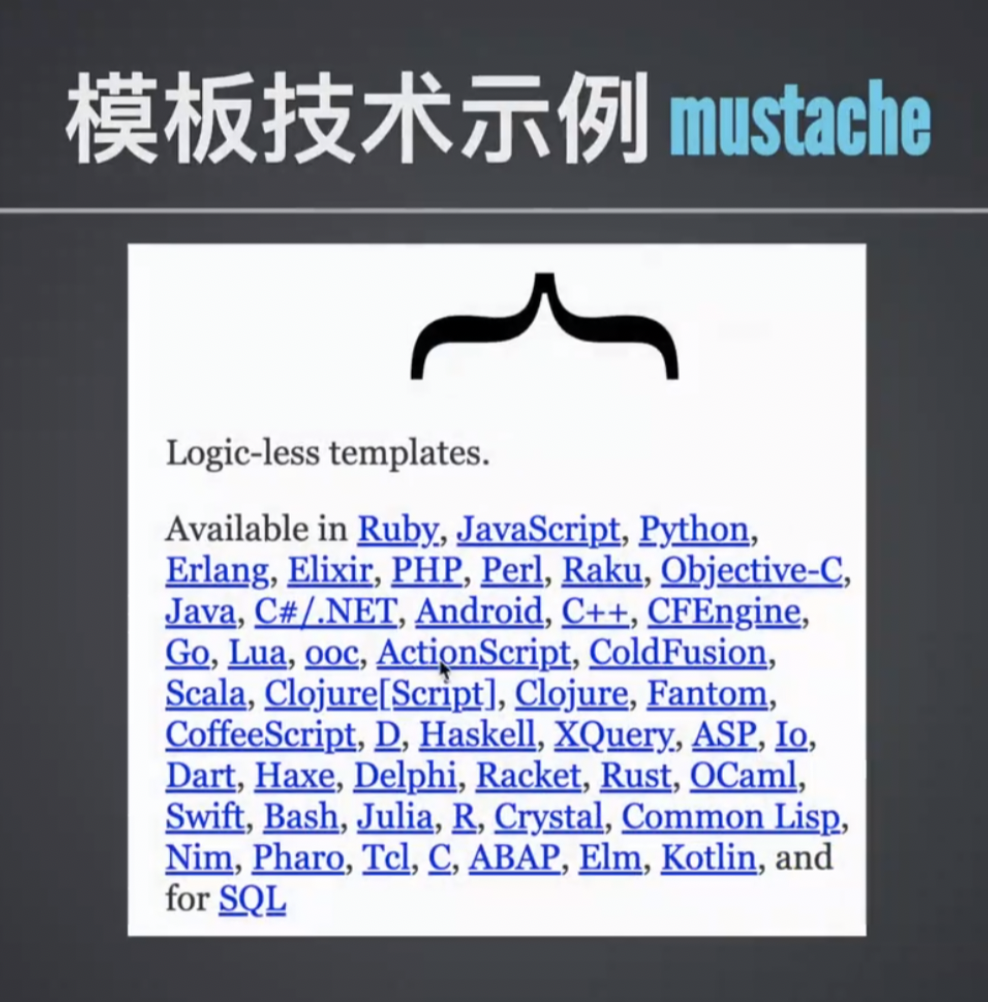 模板技术示例 mustache
Logic-less templates.
Available in Ruby, JavaScript, Python,
Erlang, Elixir, PHP, Perl, Raku, Objective-C,
Java, C#/.NET, Android, C++, CFEngine,
Go, Lua, ooc, ActionScript, ColdFusion,
Scala, Clojure[Script], Clojure, Fantom,
CoffeeScript, D, Haskell, XQuery, ASP, Io,
Dart, Haxe, Delphi, Racket, Rust, OCaml,
Swift, Bash, Julia, R, Crystal, Common Lisp,
Nim, Pharo, Tcl, C, ABAP, Elm, Kotlin, and
for SQL